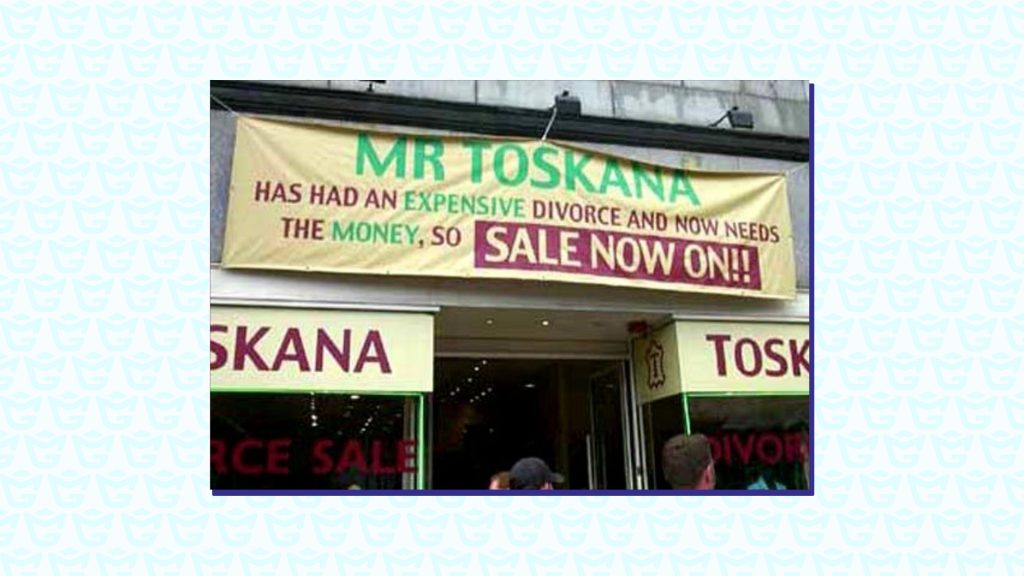 MR TOSKANA
HAS HAD AN EXPENSIVE DIVORCE AND NOW NEEDS
THE MONEY, SO SALE NOW ON!!
SKANA
T
TOSK
RCE SALE
DIVOR